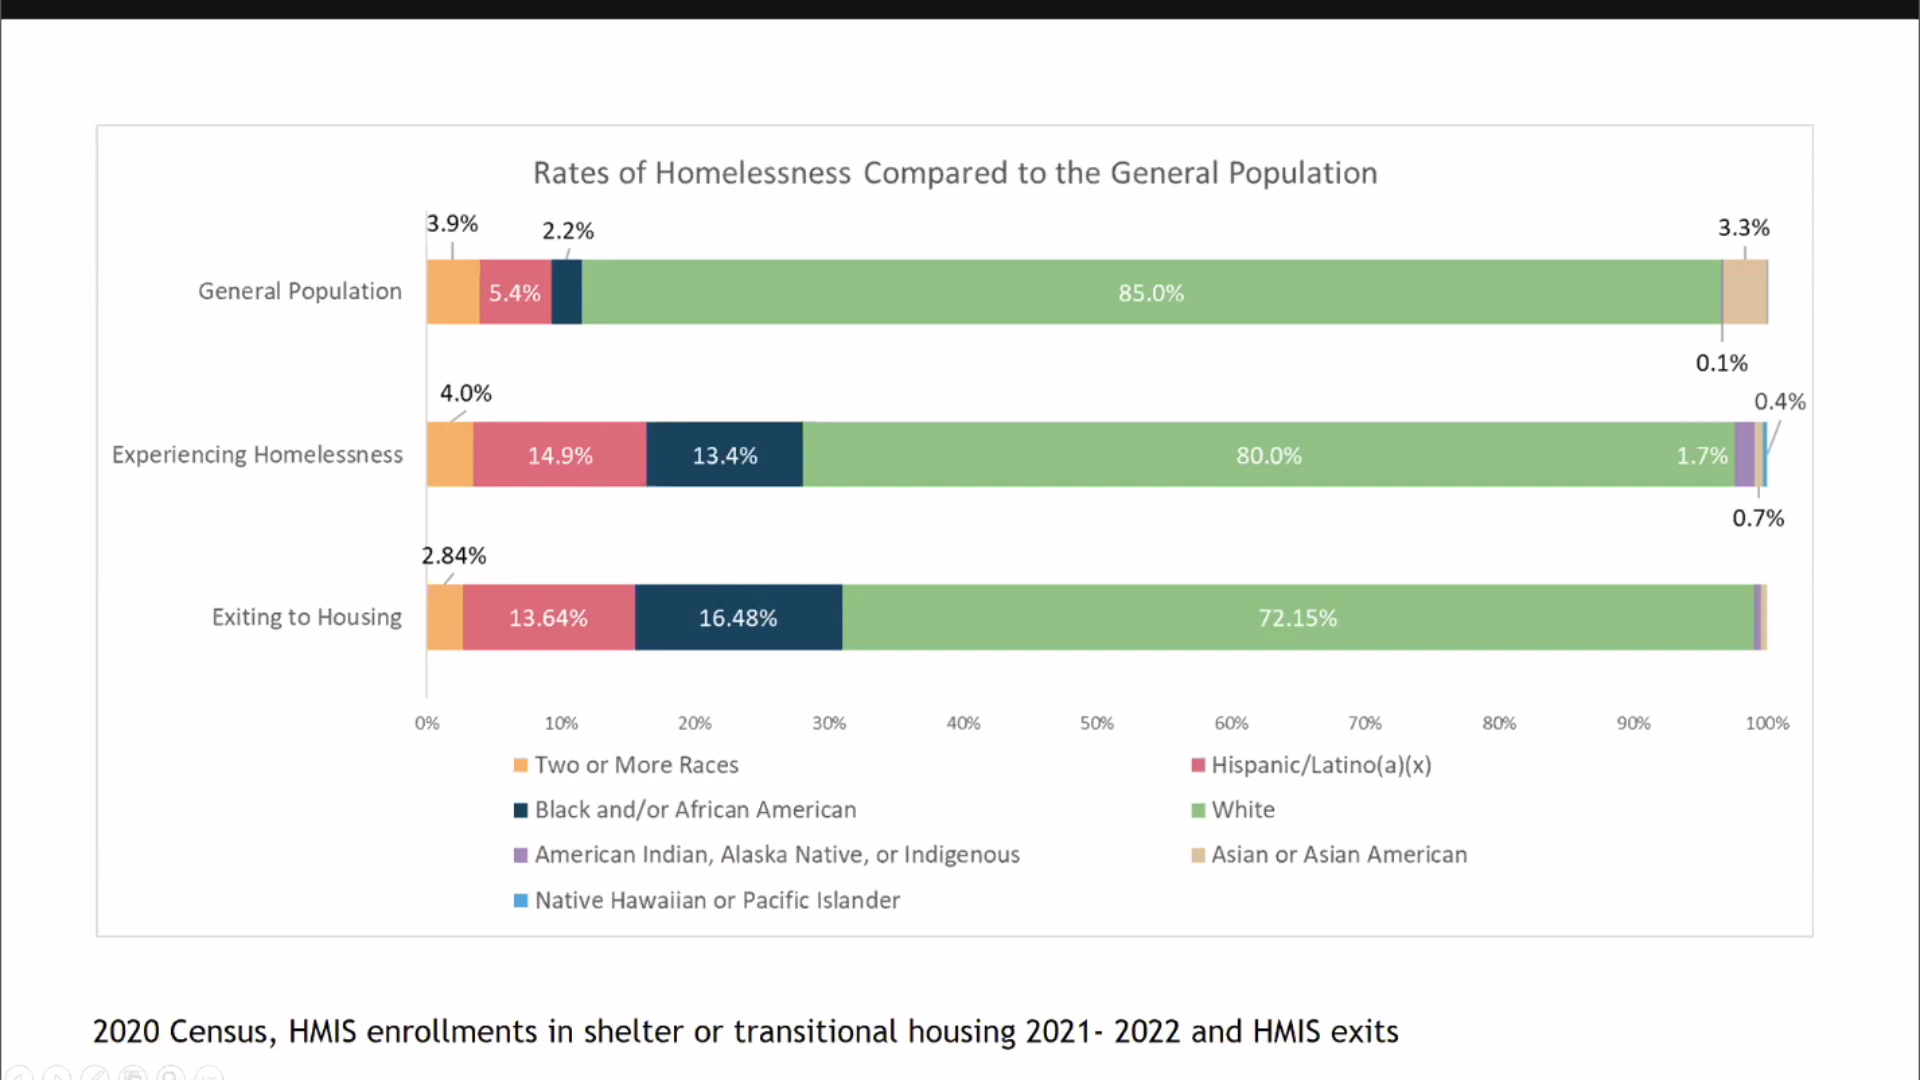 Rates of Homelessness Compared to the General Population
3.9%
2.2%
3.3%
General Population
5.4%
85.0%
0.1%
4.0%
0.4%
Experiencing Homelessness
14.9%
13.4%
80.0%
1.7%
0.7%
2.84%
Exiting to Housing
13.64%
16.48%
72.15%
0% 10% 20% 30% 40% 50% 60% 70% 80% 90% 100%
Two or More Races
Hispanic/Latino(a)(x)
Black and/or African American
White
American Indian, Alaska Native, or Indigenous
Asian or Asian American
Native Hawaiian or Pacific Islander
2020 Census, HMIS enrollments in shelter or transitional housing 2021- 2022 and HMIS exits